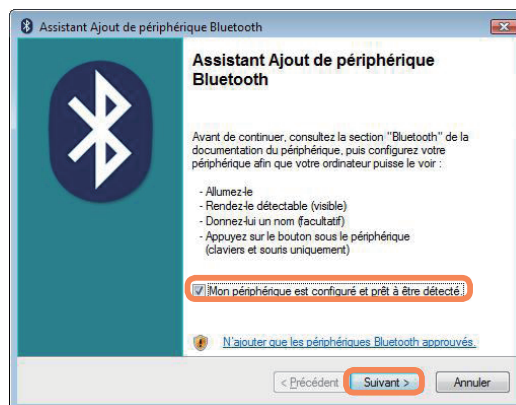 Assistant Ajout de périphérique Bluetooth
Assistant Ajout de périphérique
Bluetooth
Avant de continuer, consultez la section "Bluetooth" de la
documentation du périphérique, puis configurez votre
périphérique afin que votre ordinateur puisse le voir :
- Allumez-le
- Rendez-le détectable (visible)
- Donnez-lui un nom (facultatif)
- Appuyez sur le bouton sous le périphérique
(claviers et souris uniquement)
Mon périphérique est configuré et prêt à être détecté.
N'ajouter que les périphériques Bluetooth approuvés.
< Précédent
Suivant >
Annuler